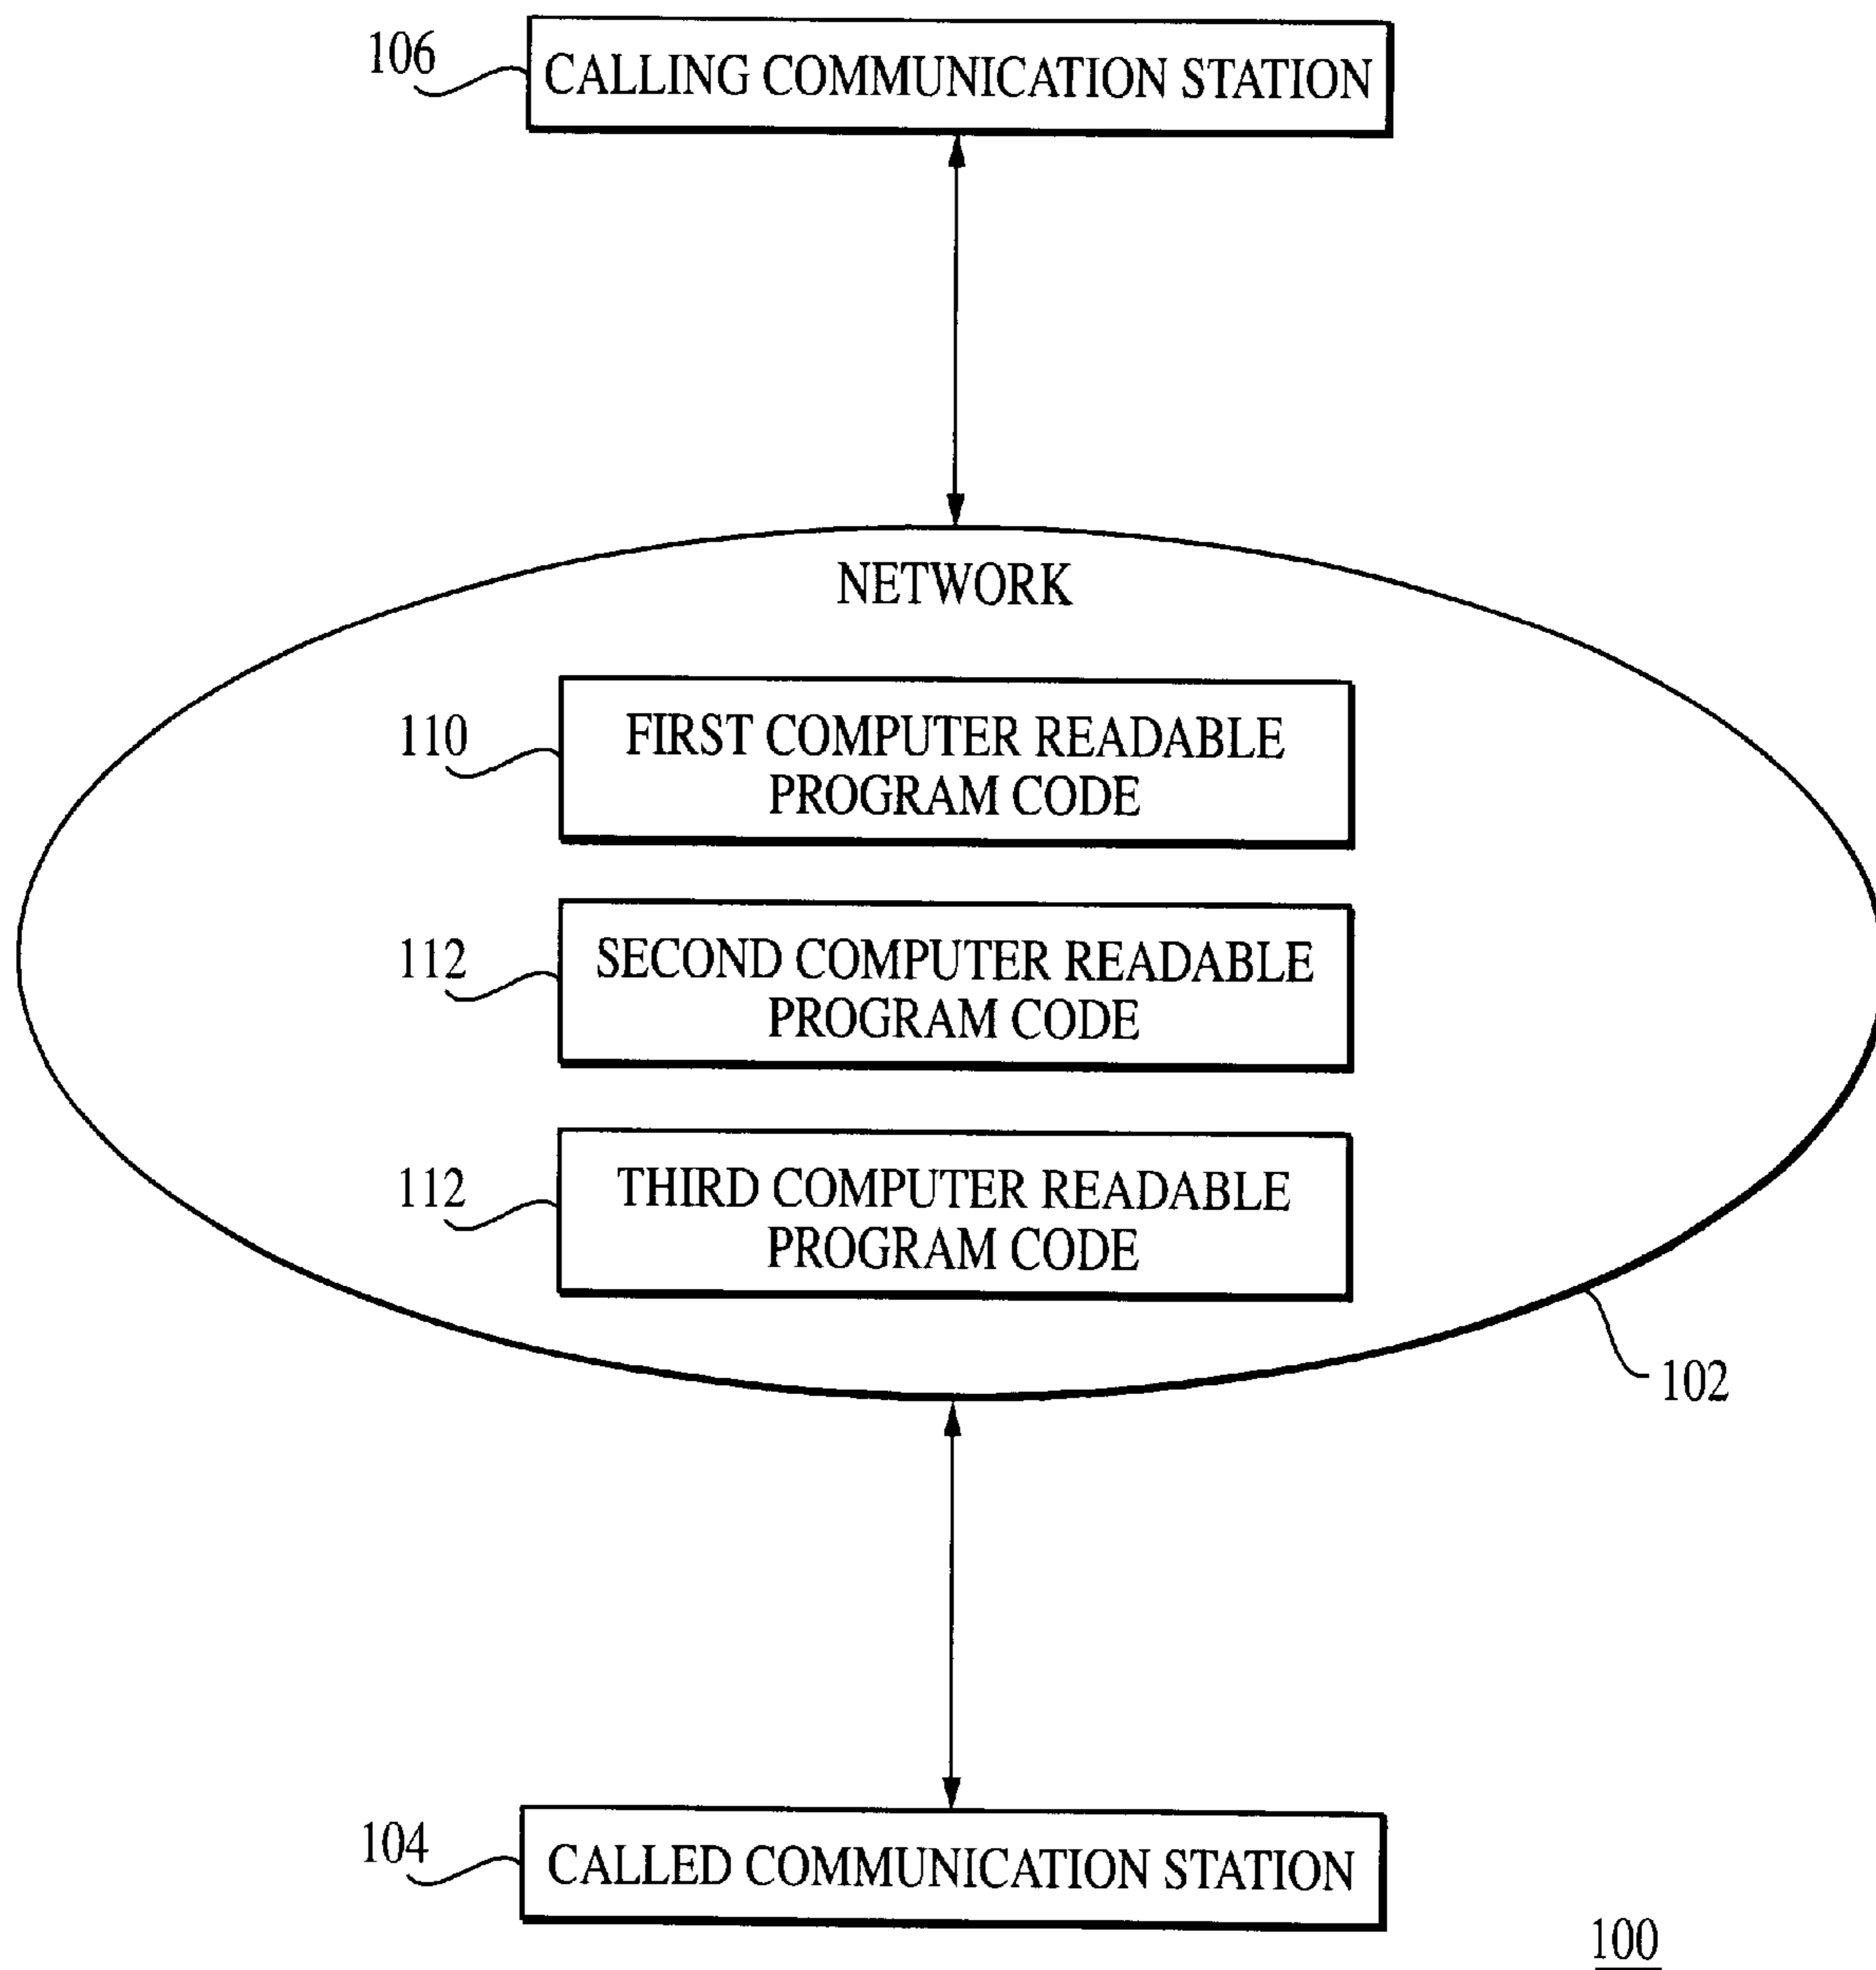 106
CALLING COMMUNICATION STATION
NETWORK
110
FIRST COMPUTER READABLE
PROGRAM CODE
112
SECOND COMPUTER READABLE
PROGRAM CODE
112
THIRD COMPUTER READABLE
PROGRAM CODE
102
104
CALLED COMMUNICATION STATION
100